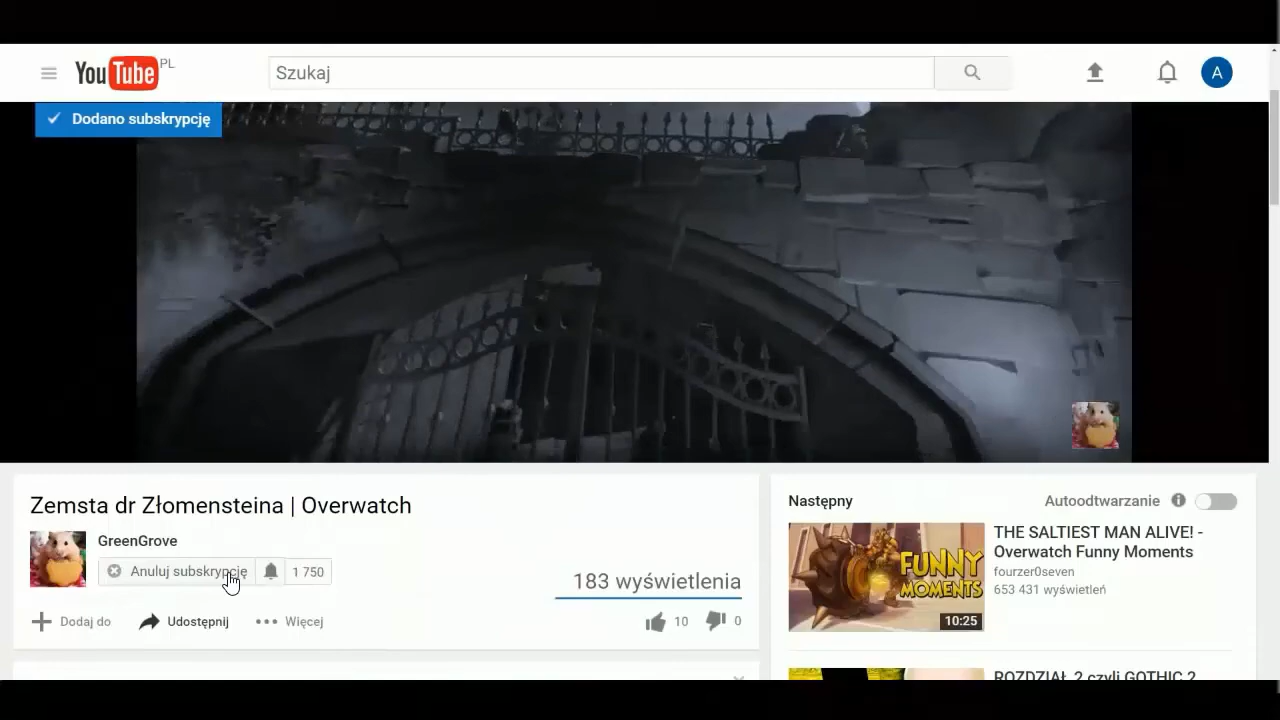 YouTube PL
Szukaj
A
Dodano subskrypcję
Zemsta dr Złomensteina | Overwatch
GreenGrove
Anuluj subskrypcję
1 750
183 wyświetlenia
Dodaj do
Udostępnij
Więcej
10
0
Następny
Autoodtwarzanie
FUNNY
MOMENTS
10:25
THE SALTIEST MAN ALIVE! -
Overwatch Funny Moments
fourzer0seven
653 431 wyświetleń
ROZDZIAŁ 2 czyli GOTHIC 2